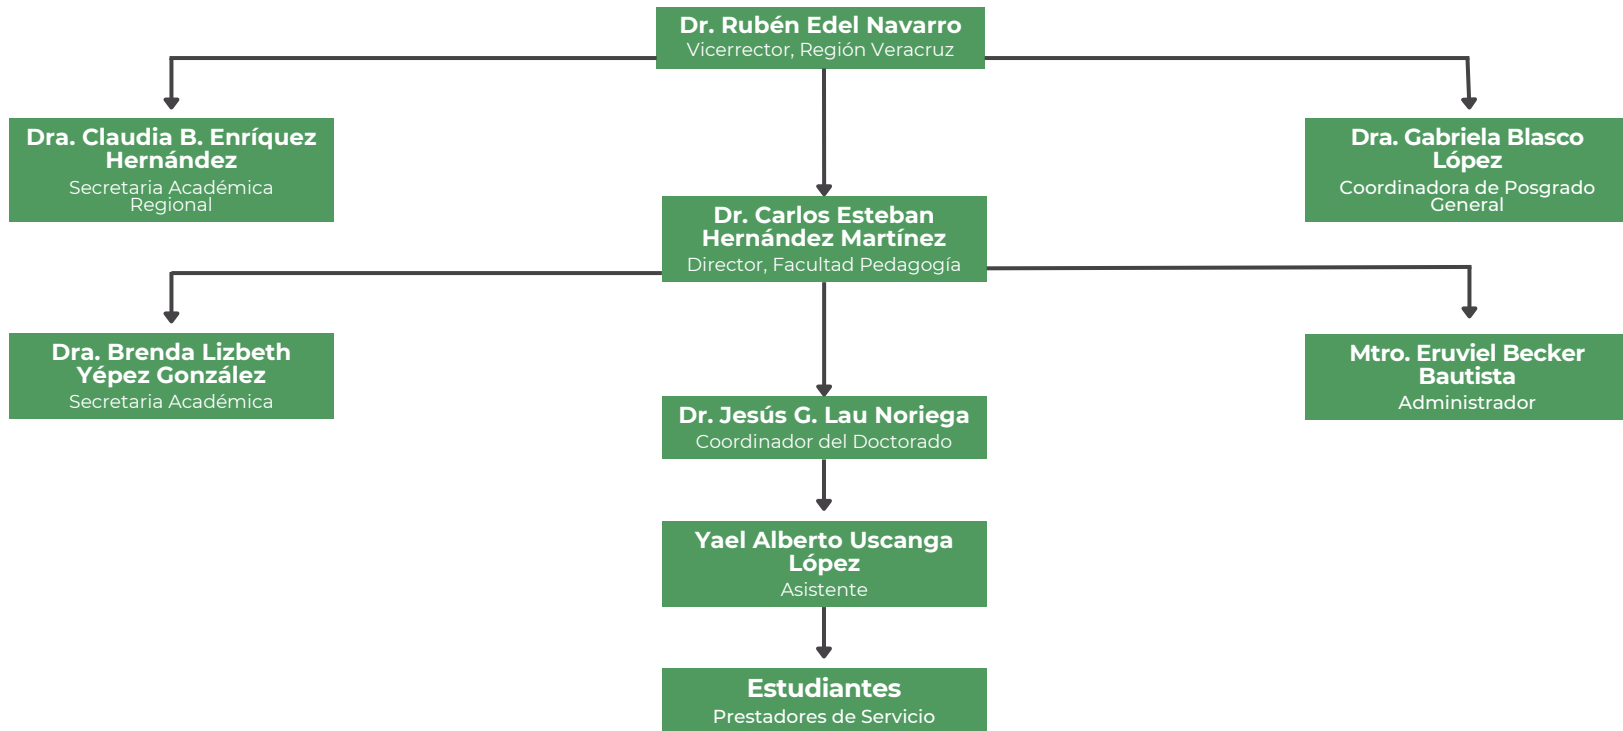 Dr. Rubén Edel Navarro
Vicerrector, Región Veracruz
Dra. Claudia B. Enríquez
Hernández
Secretaria Académica
Regional
Dra. Gabriela Blasco
López
Coordinadora de Posgrado
General
Dr. Carlos Esteban
Hernández Martínez
Director, Facultad Pedagogía
Dra. Brenda Lizbeth
Yépez González
Secretaria Académica
Mtro. Eruviel Becker
Bautista
Administrador
Dr. Jesús G. Lau Noriega
Coordinador del Doctorado
Yael Alberto Uscanga
López
Asistente
Estudiantes
Prestadores de Servicio